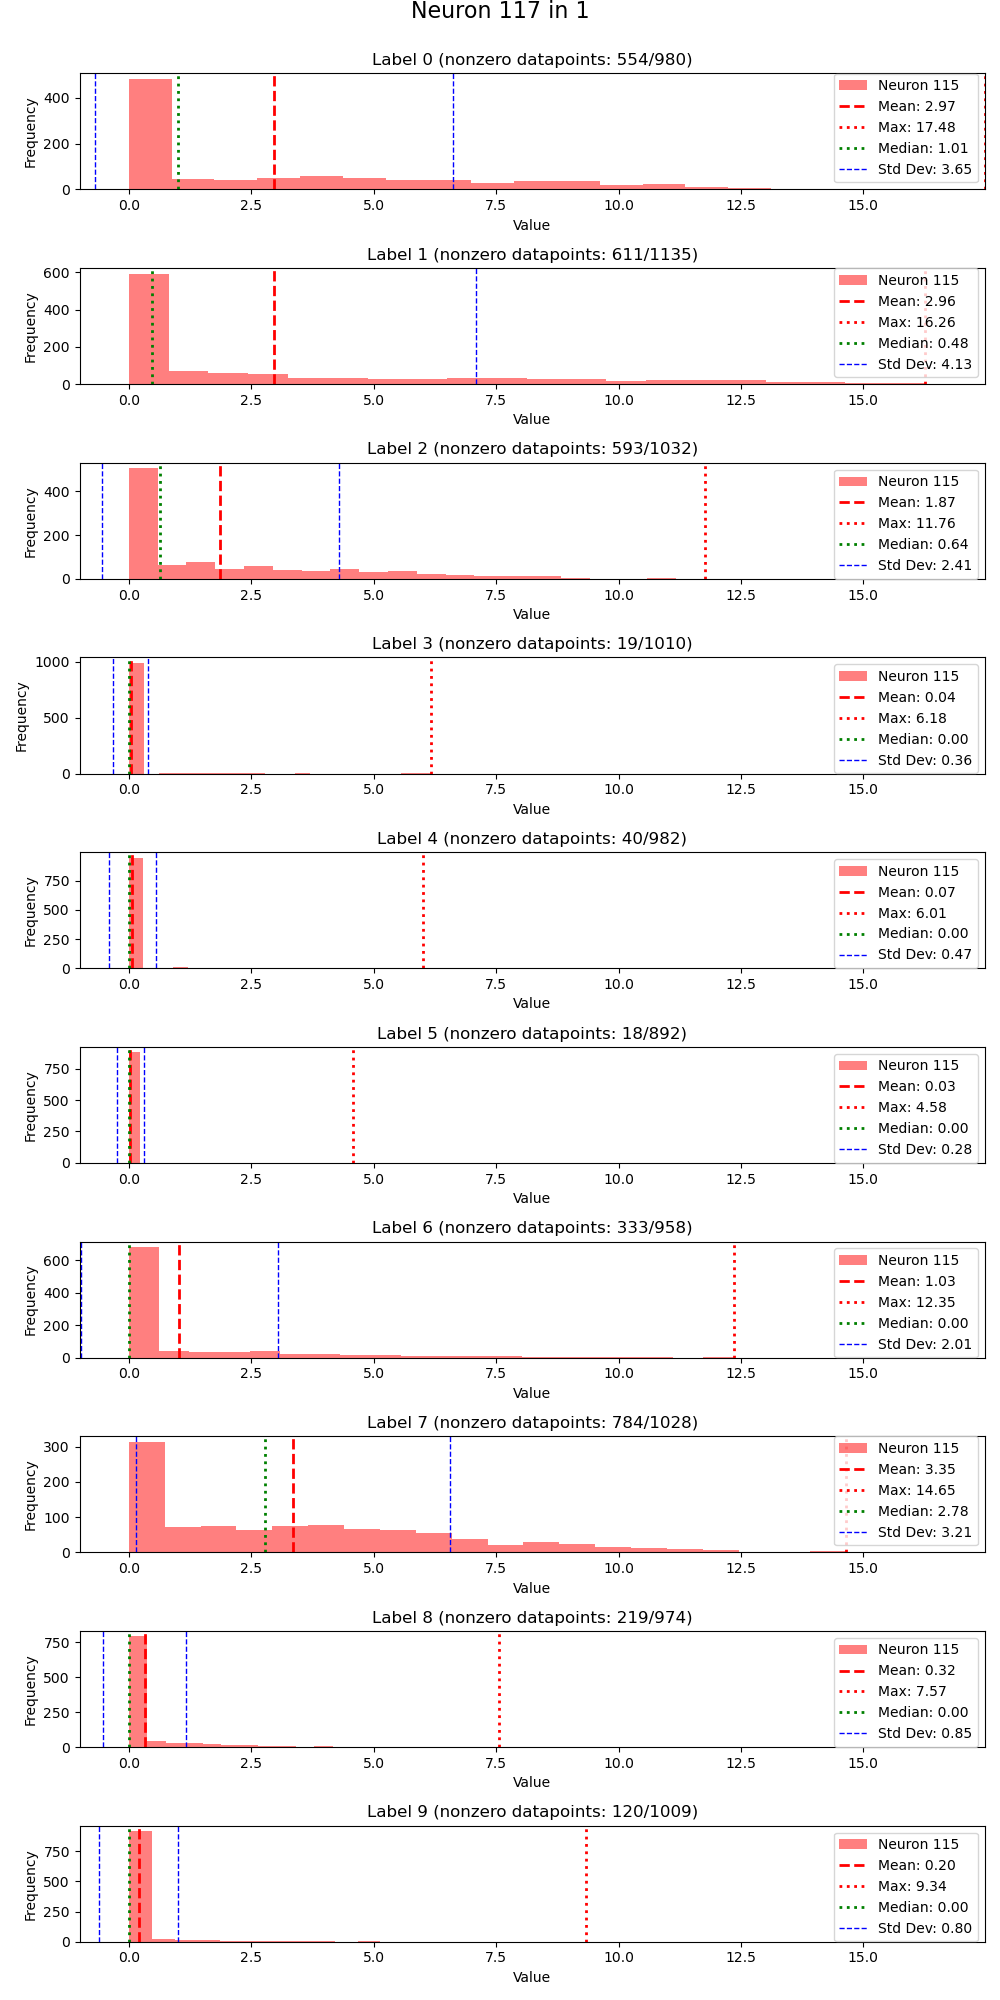 Neuron 117 in 1
Label 0 (nonzero datapoints: 554/980)
Frequency
400
200
0
Neuron 115
Mean: 2.97
Max: 17.48
Median: 1.01
Std Dev: 3.65
0.0 2.5 5.0 7.5 10.0 12.5 15.0
Value
Label 1 (nonzero datapoints: 611/1135)
Frequency
600
400
200
0
Neuron 115
Mean: 2.96
Max: 16.26
Median: 0.48
Std Dev: 4.13
0.0 2.5 5.0 7.5 10.0 12.5 15.0
Value
Label 2 (nonzero datapoints: 593/1032)
Frequency
400
200
0
Neuron 115
Mean: 1.87
Max: 11.76
Median: 0.64
Std Dev: 2.41
0.0 2.5 5.0 7.5 10.0 12.5 15.0
Value
Label 3 (nonzero datapoints: 19/1010)
Frequency
1000
500
0
Neuron 115
Mean: 0.04
Max: 6.18
Median: 0.00
Std Dev: 0.36
0.0 2.5 5.0 7.5 10.0 12.5 15.0
Value
Label 4 (nonzero datapoints: 40/982)
Frequency
750
500
250
0
Neuron 115
Mean: 0.07
Max: 6.01
Median: 0.00
Std Dev: 0.47
0.0 2.5 5.0 7.5 10.0 12.5 15.0
Value
Label 5 (nonzero datapoints: 18/892)
Frequency
750
500
250
0
Neuron 115
Mean: 0.03
Max: 4.58
Median: 0.00
Std Dev: 0.28
0.0 2.5 5.0 7.5 10.0 12.5 15.0
Value
Label 6 (nonzero datapoints: 333/958)
Frequency
600
400
200
0
Neuron 115
Mean: 1.03
Max: 12.35
Median: 0.00
Std Dev: 2.01
0.0 2.5 5.0 7.5 10.0 12.5 15.0
Value
Label 7 (nonzero datapoints: 784/1028)
Frequency
300
200
100
0
Neuron 115
Mean: 3.35
Max: 14.65
Median: 2.78
Std Dev: 3.21
0.0 2.5 5.0 7.5 10.0 12.5 15.0
Value
Label 8 (nonzero datapoints: 219/974)
Frequency
750
500
250
0
Neuron 115
Mean: 0.32
Max: 7.57
Median: 0.00
Std Dev: 0.85
0.0 2.5 5.0 7.5 10.0 12.5 15.0
Value
Label 9 (nonzero datapoints: 120/1009)
Frequency
750
500
250
0
Neuron 115
Mean: 0.20
Max: 9.34
Median: 0.00
Std Dev: 0.80
0.0 2.5 5.0 7.5 10.0 12.5 15.0
Value